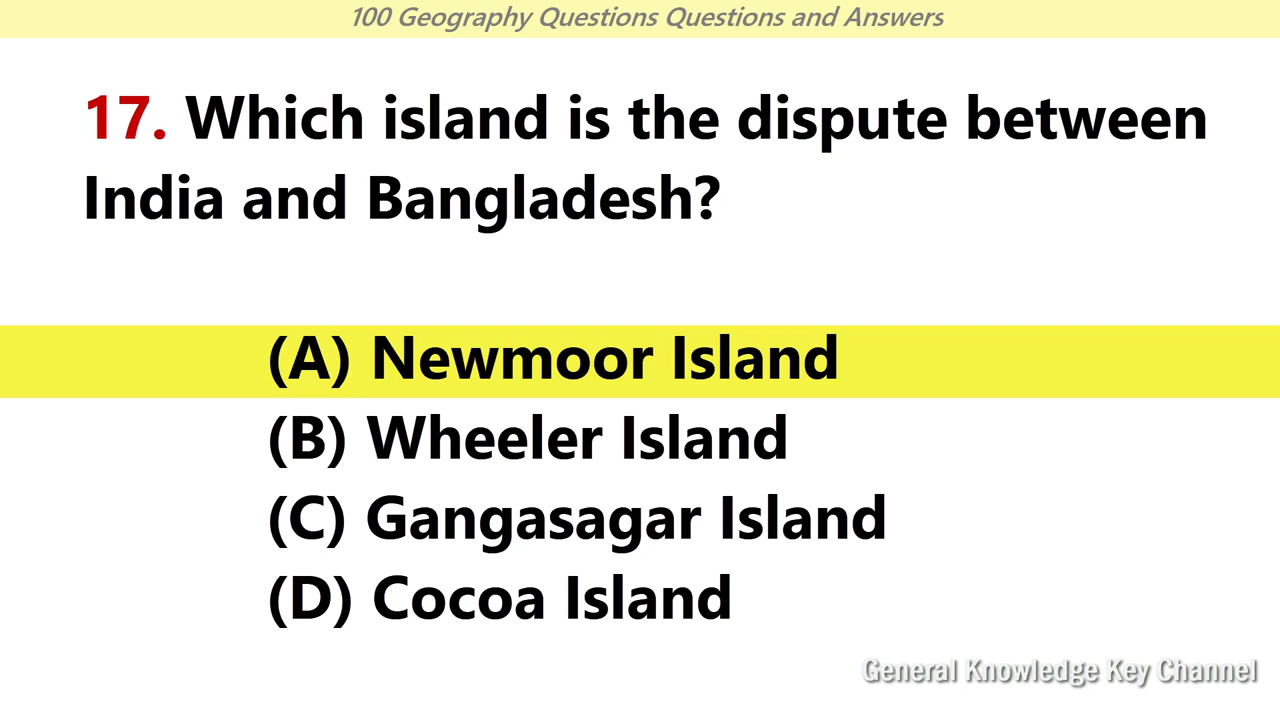 100 Geography Questions Questions and Answers
17. Which island is the dispute between
India and Bangladesh?
(A) Newmoor Island
(B) Wheeler Island
(C) Gangasagar Island
(D) Cocoa Island
General Knowledge Key Channel